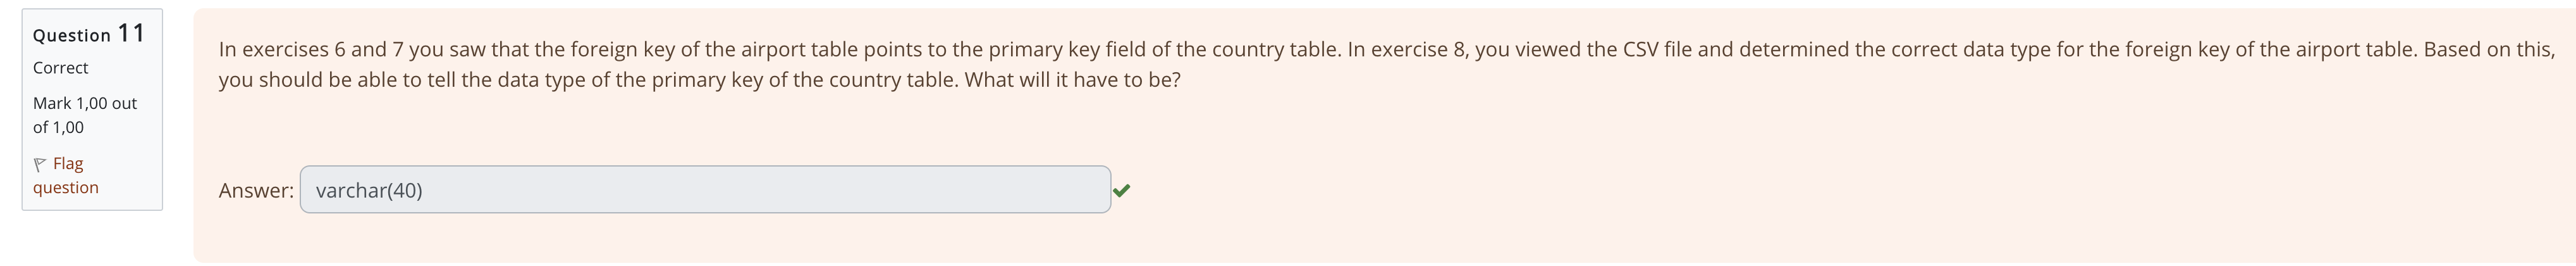 Question 11
Correct
Mark 1,00 out
of 1,00
Flag
question
In exercises 6 and 7 you saw that the foreign key of the airport table points to the primary key field of the country table. In exercise 8, you viewed the CSV file and determined the correct data type for the foreign key of the airport table. Based on this,
you should be able to tell the data type of the primary key of the country table. What will it have to be?
Answer: varchar(40)